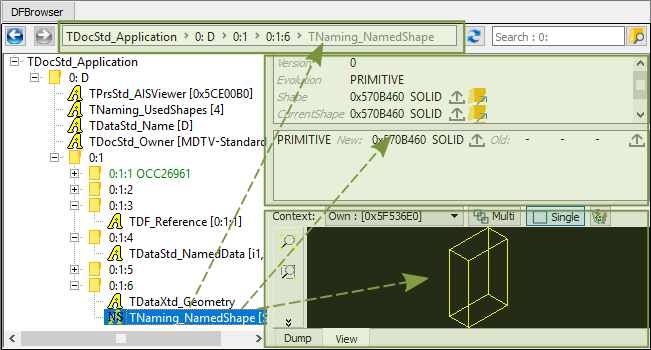 DFBrowser
TDocStd_Application > 0: D > 0:1 > 0:1:6 > TNaming_NamedShape
Search : 0:
TDocStd_Application
0: D
TPrsStd_AISViewer [0x5CE00B0]
TNaming_UsedShapes [4]
TDataStd_Name [D]
TDocStd_Owner [MDTV-Standard
0:1
0:1:1 OCC26961
0:1:2
0:1:3
TDF_Reference [0:1:1]
0:1:4
TDataStd_NamedData [i1,
0:1:5
0:1:6
TDataXtd_Geometry
NS TNaming_NamedShape [S
Version 0
Evolution PRIMITIVE
Shape 0x570B460 SOLID
CurrentShape 0x570B460 SOLID
PRIMITIVE New: 0x570B460 SOLID Old: - - -
Context: Own : [0x5F536E0] Multi Single
Dump View